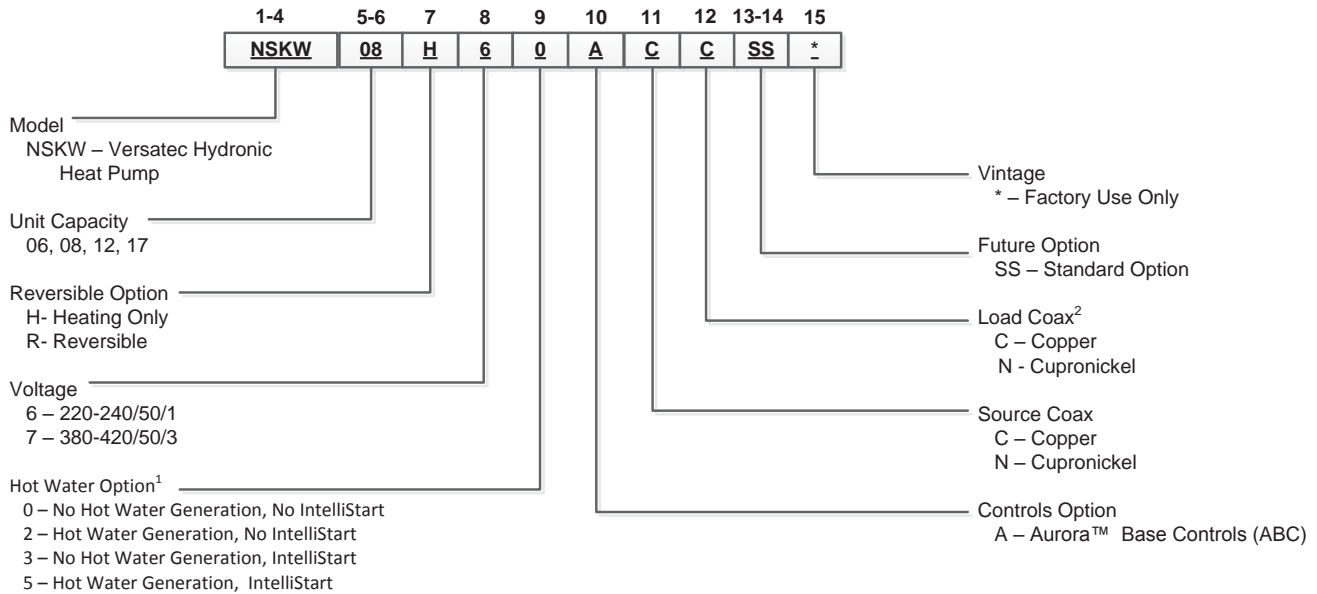 1-4 5-6 7 8 9 10 11 12 13-14 15
NSKW 08 H 6 0 A C C SS *
Model
NSKW – Versatec Hydronic
Heat Pump
Unit Capacity
06, 08, 12, 17
Reversible Option
H- Heating Only
R- Reversible
Voltage
6 – 220-240/50/1
7 – 380-420/50/3
Hot Water Option1
0 – No Hot Water Generation, No IntelliStart
2 – Hot Water Generation, No IntelliStart
3 – No Hot Water Generation, IntelliStart
5 – Hot Water Generation, IntelliStart
Vintage
* – Factory Use Only
Future Option
SS – Standard Option
Load Coax2
C – Copper
N - Cupronickel
Source Coax
C – Copper
N – Cupronickel
Controls Option
A – Aurora™ Base Controls (ABC)